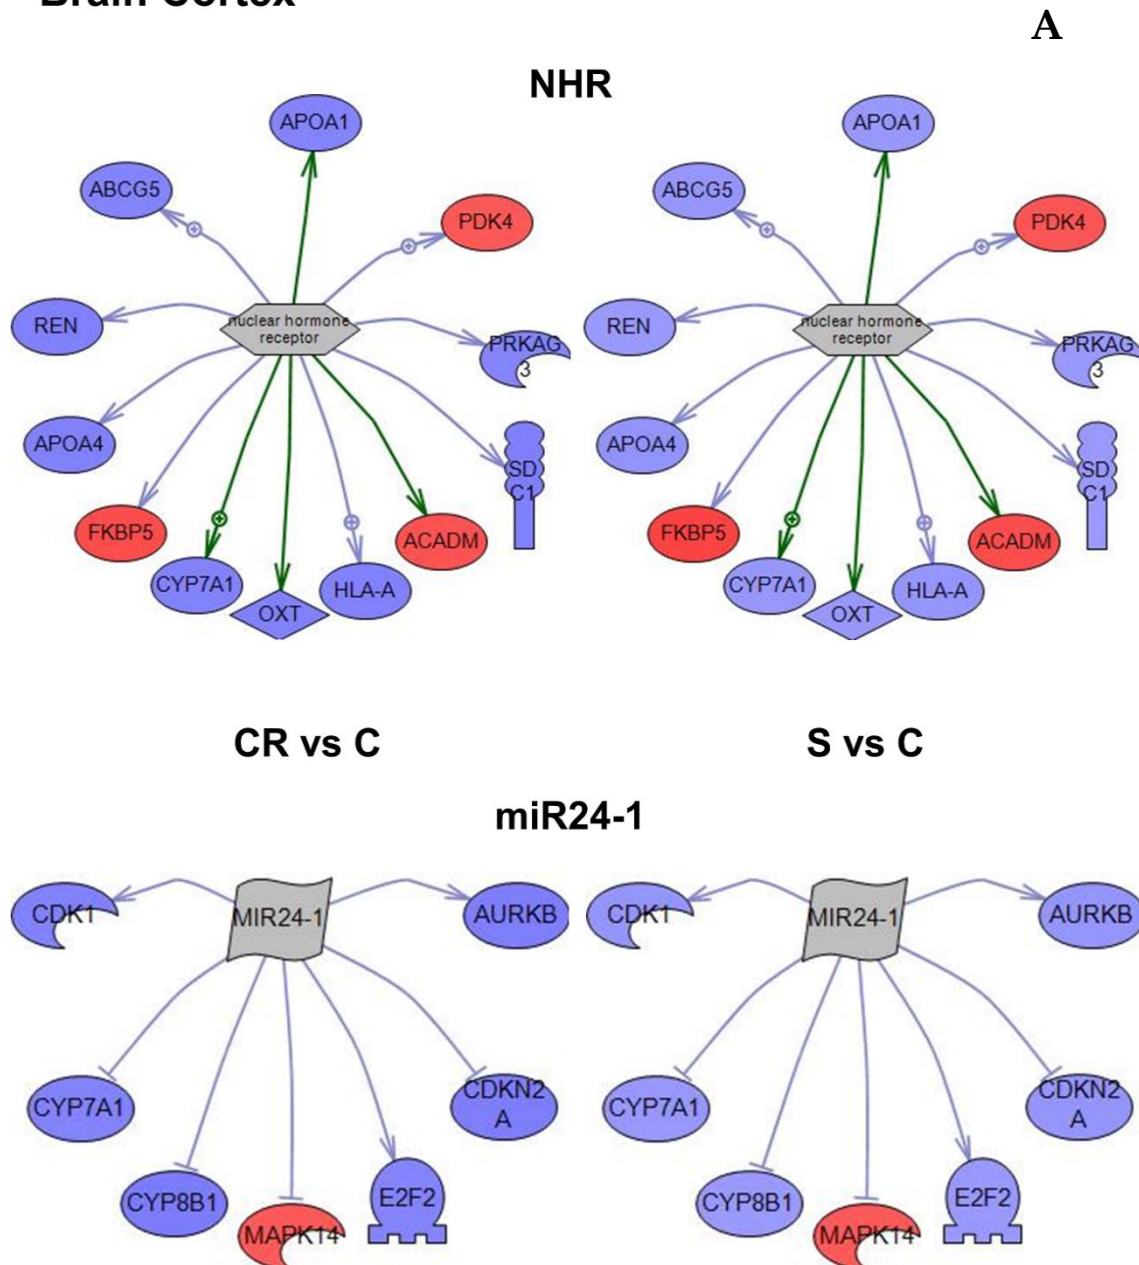 Brain Cortex
A
NHR
APOA1
ABCG5
PDK4
REN
nuclear hormone
receptor
PRKAG
3
APOA4
SD
C1
FKBP5
ACADM
CYP7A1
HLA-A
OXT
APOA1
ABCG5
PDK4
REN
nuclear hormone
receptor
PRKAG
3
APOA4
SD
C1
FKBP5
ACADM
CYP7A1
HLA-A
OXT
CR vs C
S vs C
miR24-1
CDK1
MIR24-1
AURKB
CYP7A1
CDKN2
A
CYP8B1
E2F2
MAPK14
CDK1
MIR24-1
AURKB
CYP7A1
CDKN2
A
CYP8B1
E2F2
MAPK14